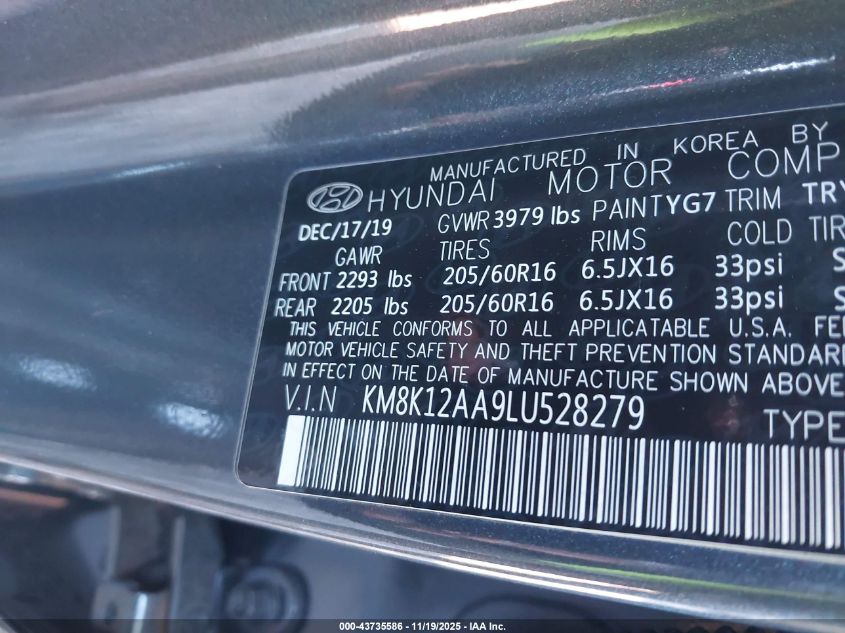 MANUFACTURED IN KOREA BY
HYUNDAI MOTOR COMP
DEC/17/19 GVWR 3979 lbs PAINT YG7 TRIM TRY
GAWR TIRES RIMS COLD TIR
FRONT 2293 lbs 205/60R16 6.5JX16 33psi S
REAR 2205 lbs 205/60R16 6.5JX16 33psi S
THIS VEHICLE CONFORMS TO ALL APPLICATABLE U.S.A. FE
MOTOR VEHICLE SAFETY AND THEFT PREVENTION STANDAR
IN EFFECT ON THE DATE OF MANUFACTURE SHOWN ABOVE
V.I.N KM8K12AA9LU528279 TYPE
000-43735586 - 11/19/2025 - IAA Inc.